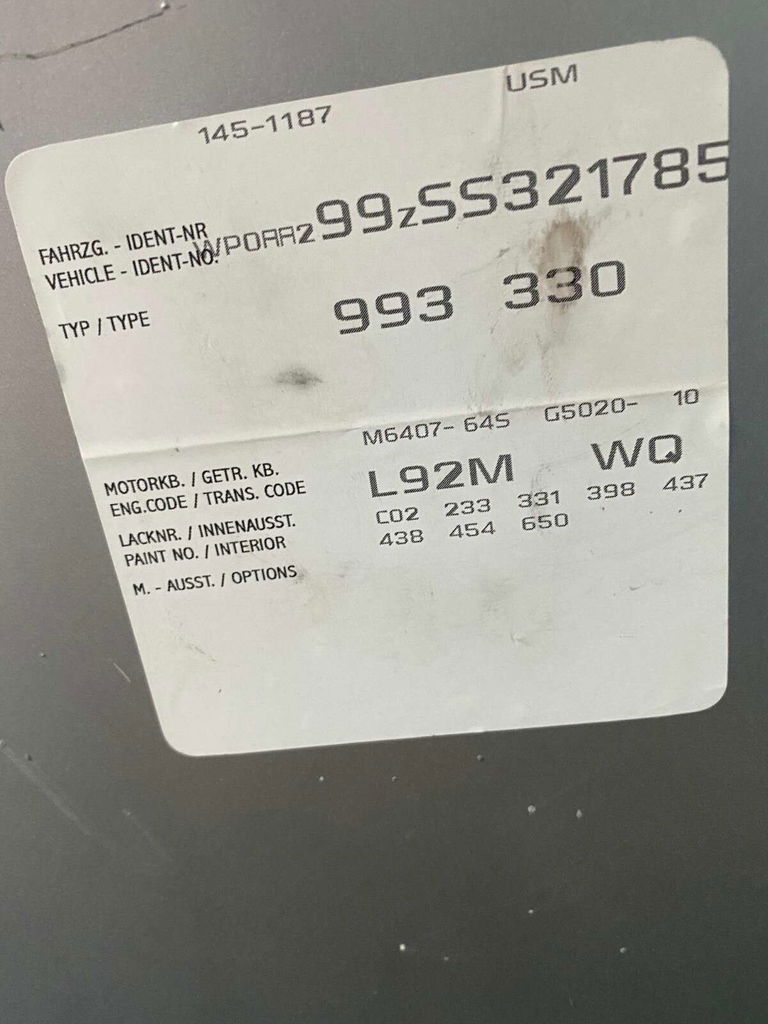 145-1187 USM
FAHRZG. - IDENT-NR
VEHICLE - IDENT-NO. WPOAA299zSS321785
TYP / TYPE 993 330
M6407- 64S G5020- 10
MOTORKB. / GETR. KB.
ENG.CODE / TRANS. CODE L92M WQ
LACKNR. / INNENAUSST. C02 233 331 398 437
PAINT NO. / INTERIOR 438 454 650
M. - AUSST. / OPTIONS